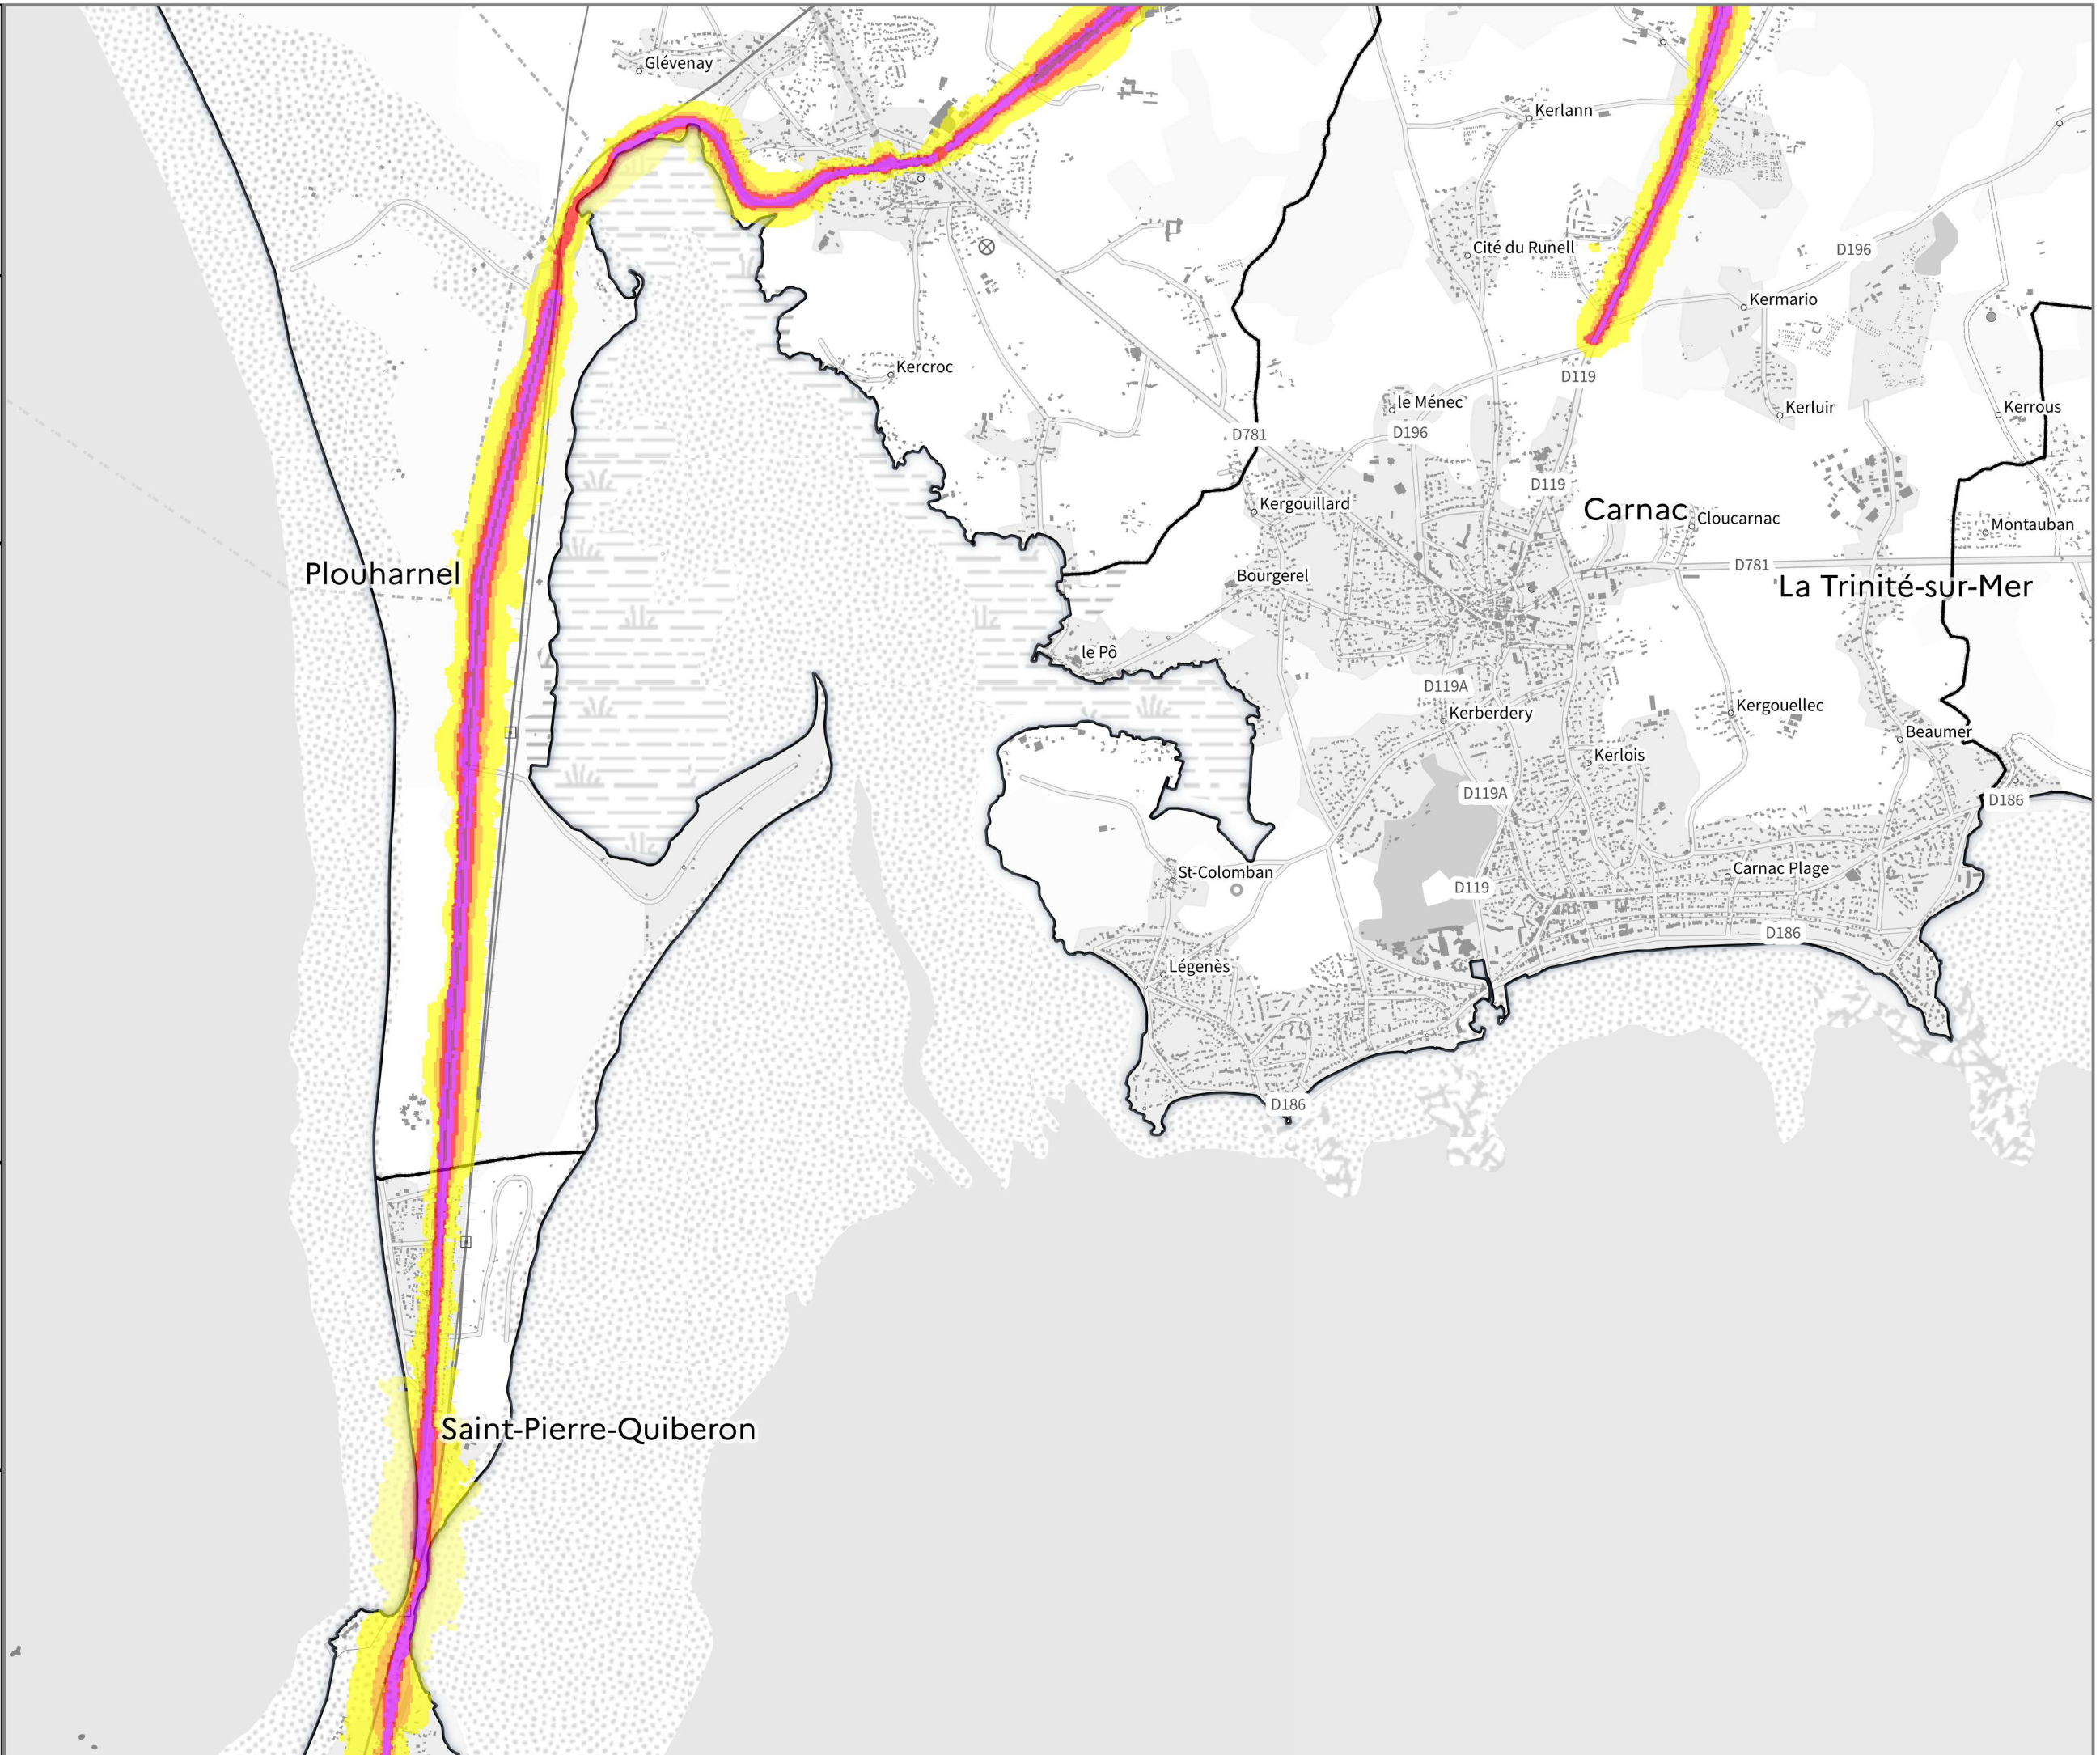 Glévenay
Kerlann
Cité du Runell
D196
Kermario
Kercroc
D119
le Ménec
Kerluir
Kerrous
D781
D196
D119
Kergouillard
Carnac
Cloucarnac
Montauban
D781
Plouharnel
Bourgerel
La Trinité-sur-Mer
le Pô
D119A
Kerberdery
Kergouellec
Beaumer
Kerlois
D119A
D186
St-Colomban
Carnac Plage
D119
D186
Légenès
D186
Saint-Pierre-Quiberon